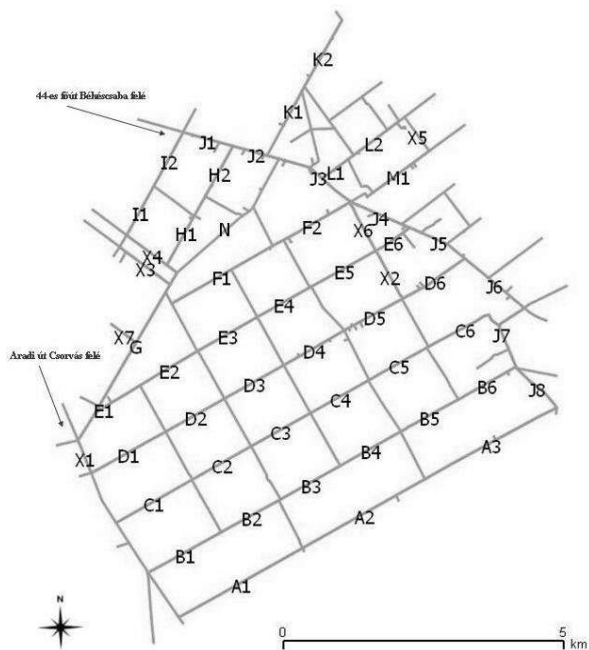 K2
44-es főút Békéscsaba felé
K1
J1
L2
X5
J2
I2
H2
L1
J3
M1
I1
N
F2
J4
H1
X6
E6
J5
X4
X3
F1
E5
X2
D6
J6
E4
D5
X7
G
E3
C6
J7
Aradi út Csorvás felé
D4
E2
C5
D3
B6
J8
E1
C4
D2
B5
C3
A3
X1
D1
B4
C2
B3
C1
A2
B2
B1
A1
N
0
5
km